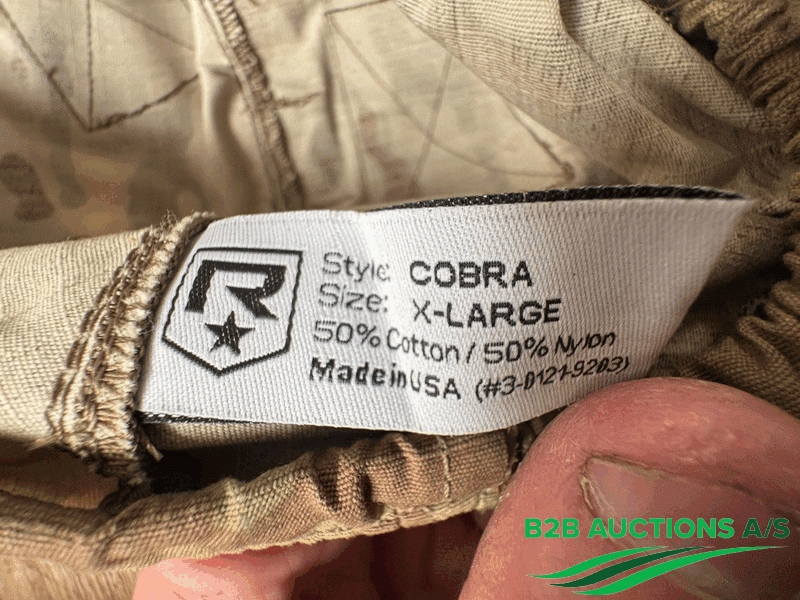 R
Style: COBRA
Size: X-LARGE
50% Cotton / 50% Nylon
Made in USA (#3-0121-9203)
B2B AUCTIONS A/S